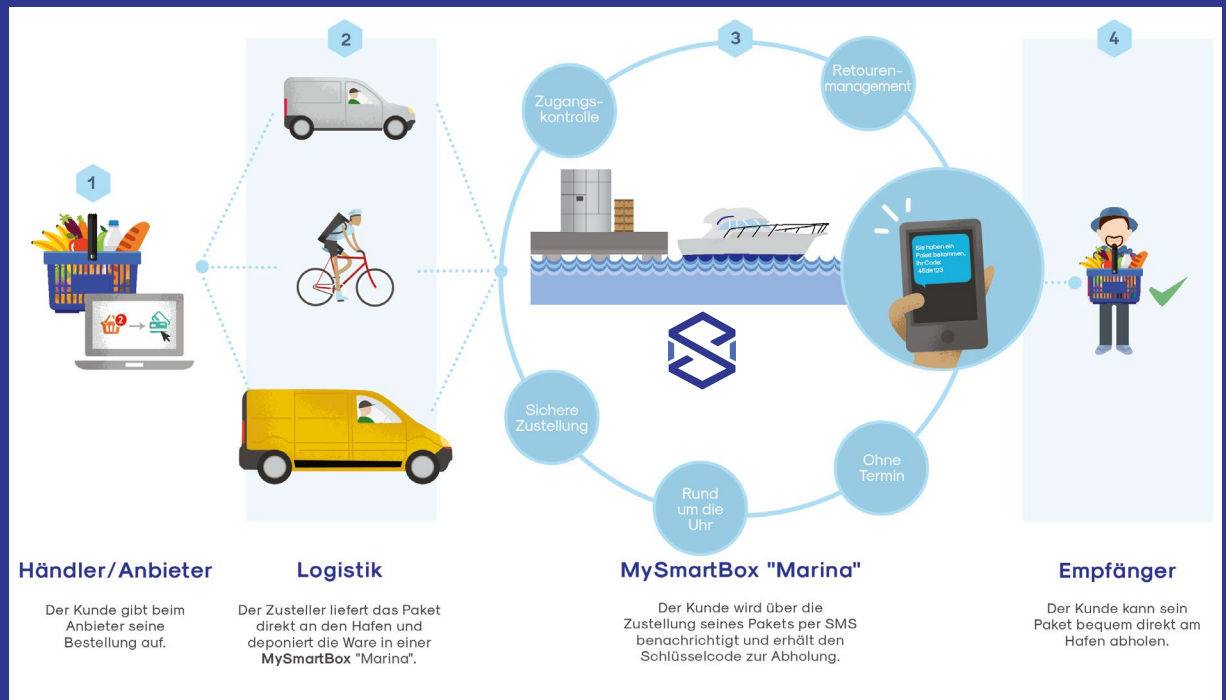 1
2
3
4
Zugangs-
kontrolle
Retouren-
management
2
Sie haben ein
Paket bekommen,
Ihr Code:
45de123
Sichere
Zustellung
Ohne
Termin
Rund
um die
Uhr
Händler/Anbieter
Der Kunde gibt beim
Anbieter seine
Bestellung auf.
Logistik
Der Zusteller liefert das Paket
direkt an den Hafen und
deponiert die Ware in einer
MySmartBox "Marina".
MySmartBox "Marina"
Der Kunde wird über die
Zustellung seines Pakets per SMS
benachrichtigt und erhält den
Schlüsselcode zur Abholung.
Empfänger
Der Kunde kann sein
Paket bequem direkt am
Hafen abholen.